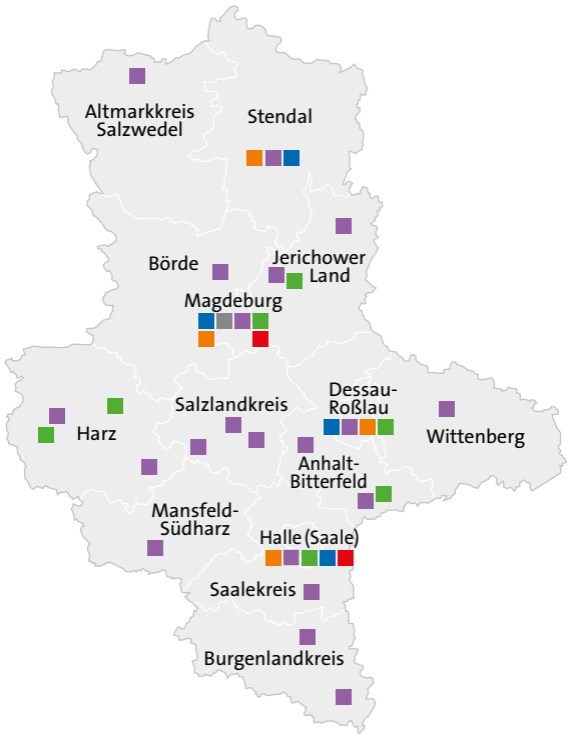 Altmarkkreis
Salzwedel
Stendal
Börde
Jerichower
Land
Magdeburg
Harz
Salzlandkreis
Dessau-
Roßlau
Wittenberg
Anhalt-
Bitterfeld
Mansfeld-
Südharz
Halle (Saale)
Saalekreis
Burgenlandkreis